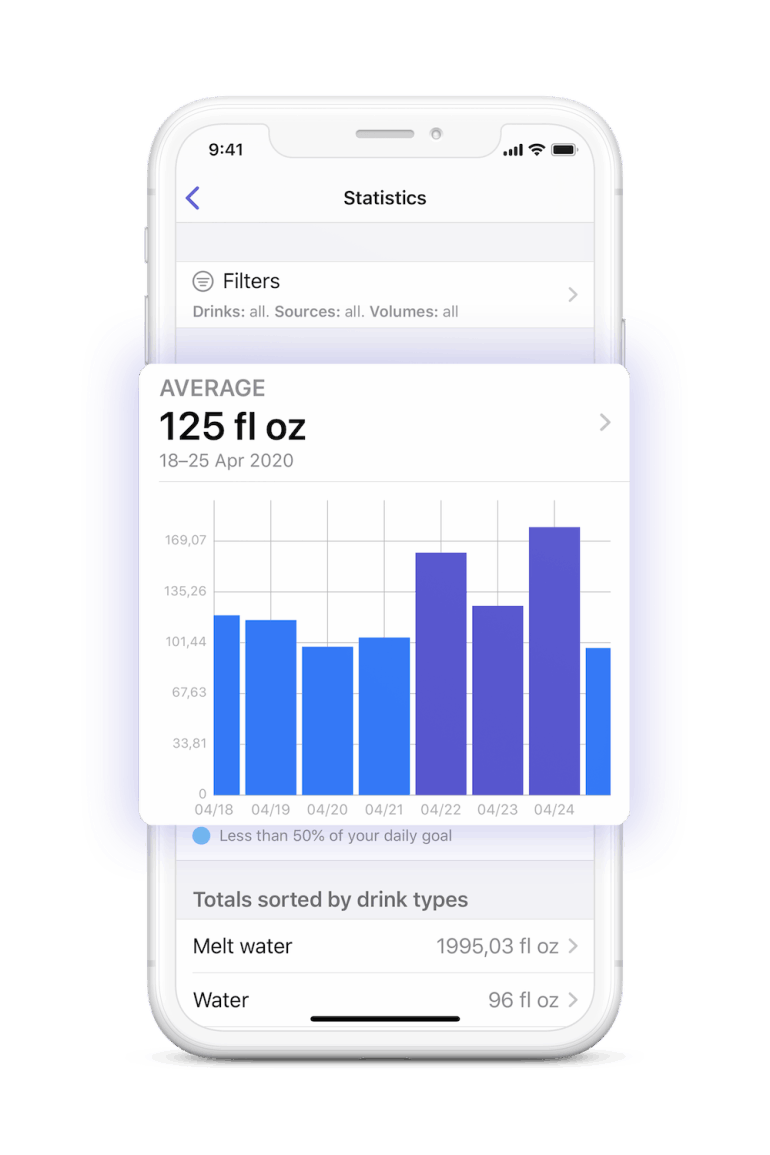 9:41
Statistics
Filters
Drinks: all. Sources: all. Volumes: all
AVERAGE
125 fl oz
18–25 Apr 2020
169,07
135,26
101,44
67,63
33,81
0
04/18 04/19 04/20 04/21 04/22 04/23 04/24
Less than 50% of your daily goal
Totals sorted by drink types
Melt water 1995,03 fl oz
Water 96 fl oz